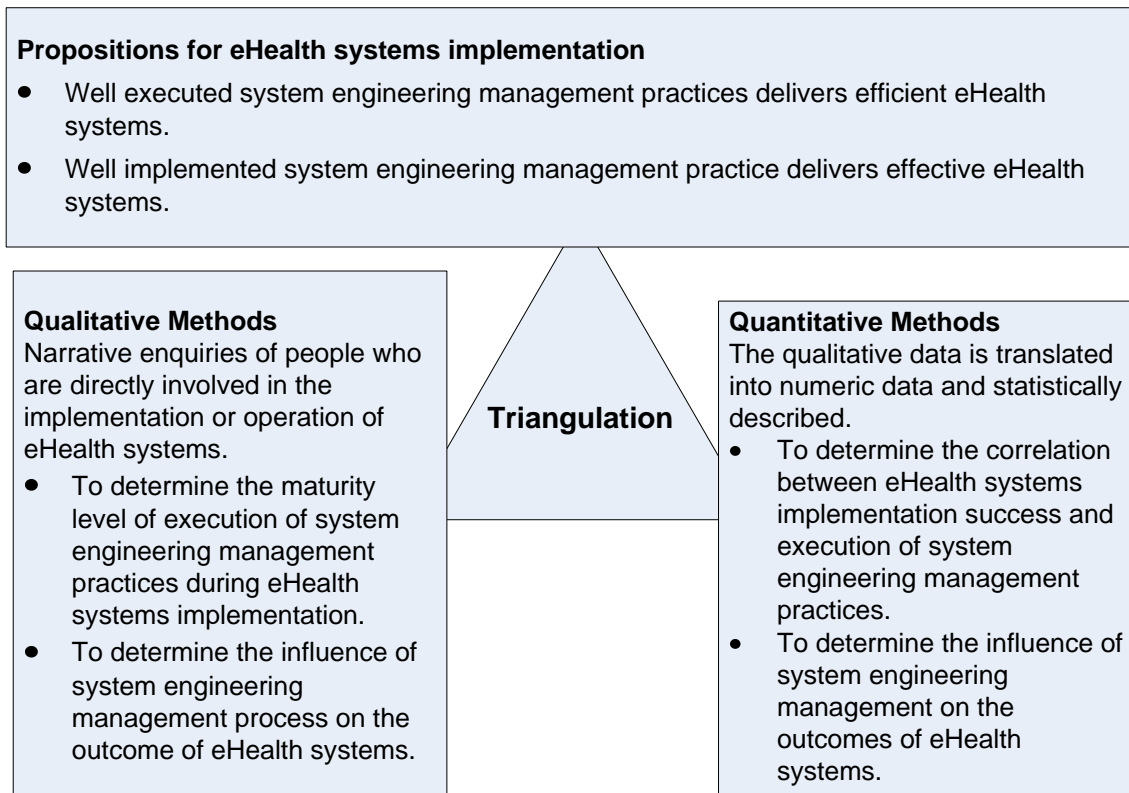 Propositions for eHealth systems implementation
• Well executed system engineering management practices delivers efficient eHealth
systems.
• Well implemented system engineering management practice delivers effective eHealth
systems.
Qualitative Methods
Narrative enquiries of people who
are directly involved in the
implementation or operation of
eHealth systems.
• To determine the maturity
level of execution of system
engineering management
practices during eHealth
systems implementation.
• To determine the influence of
system engineering
management process on the
outcome of eHealth systems.
Triangulation
Quantitative Methods
The qualitative data is translated
into numeric data and statistically
described.
• To determine the correlation
between eHealth systems
implementation success and
execution of system
engineering management
practices.
• To determine the influence of
system engineering
management on the
outcomes of eHealth
systems.